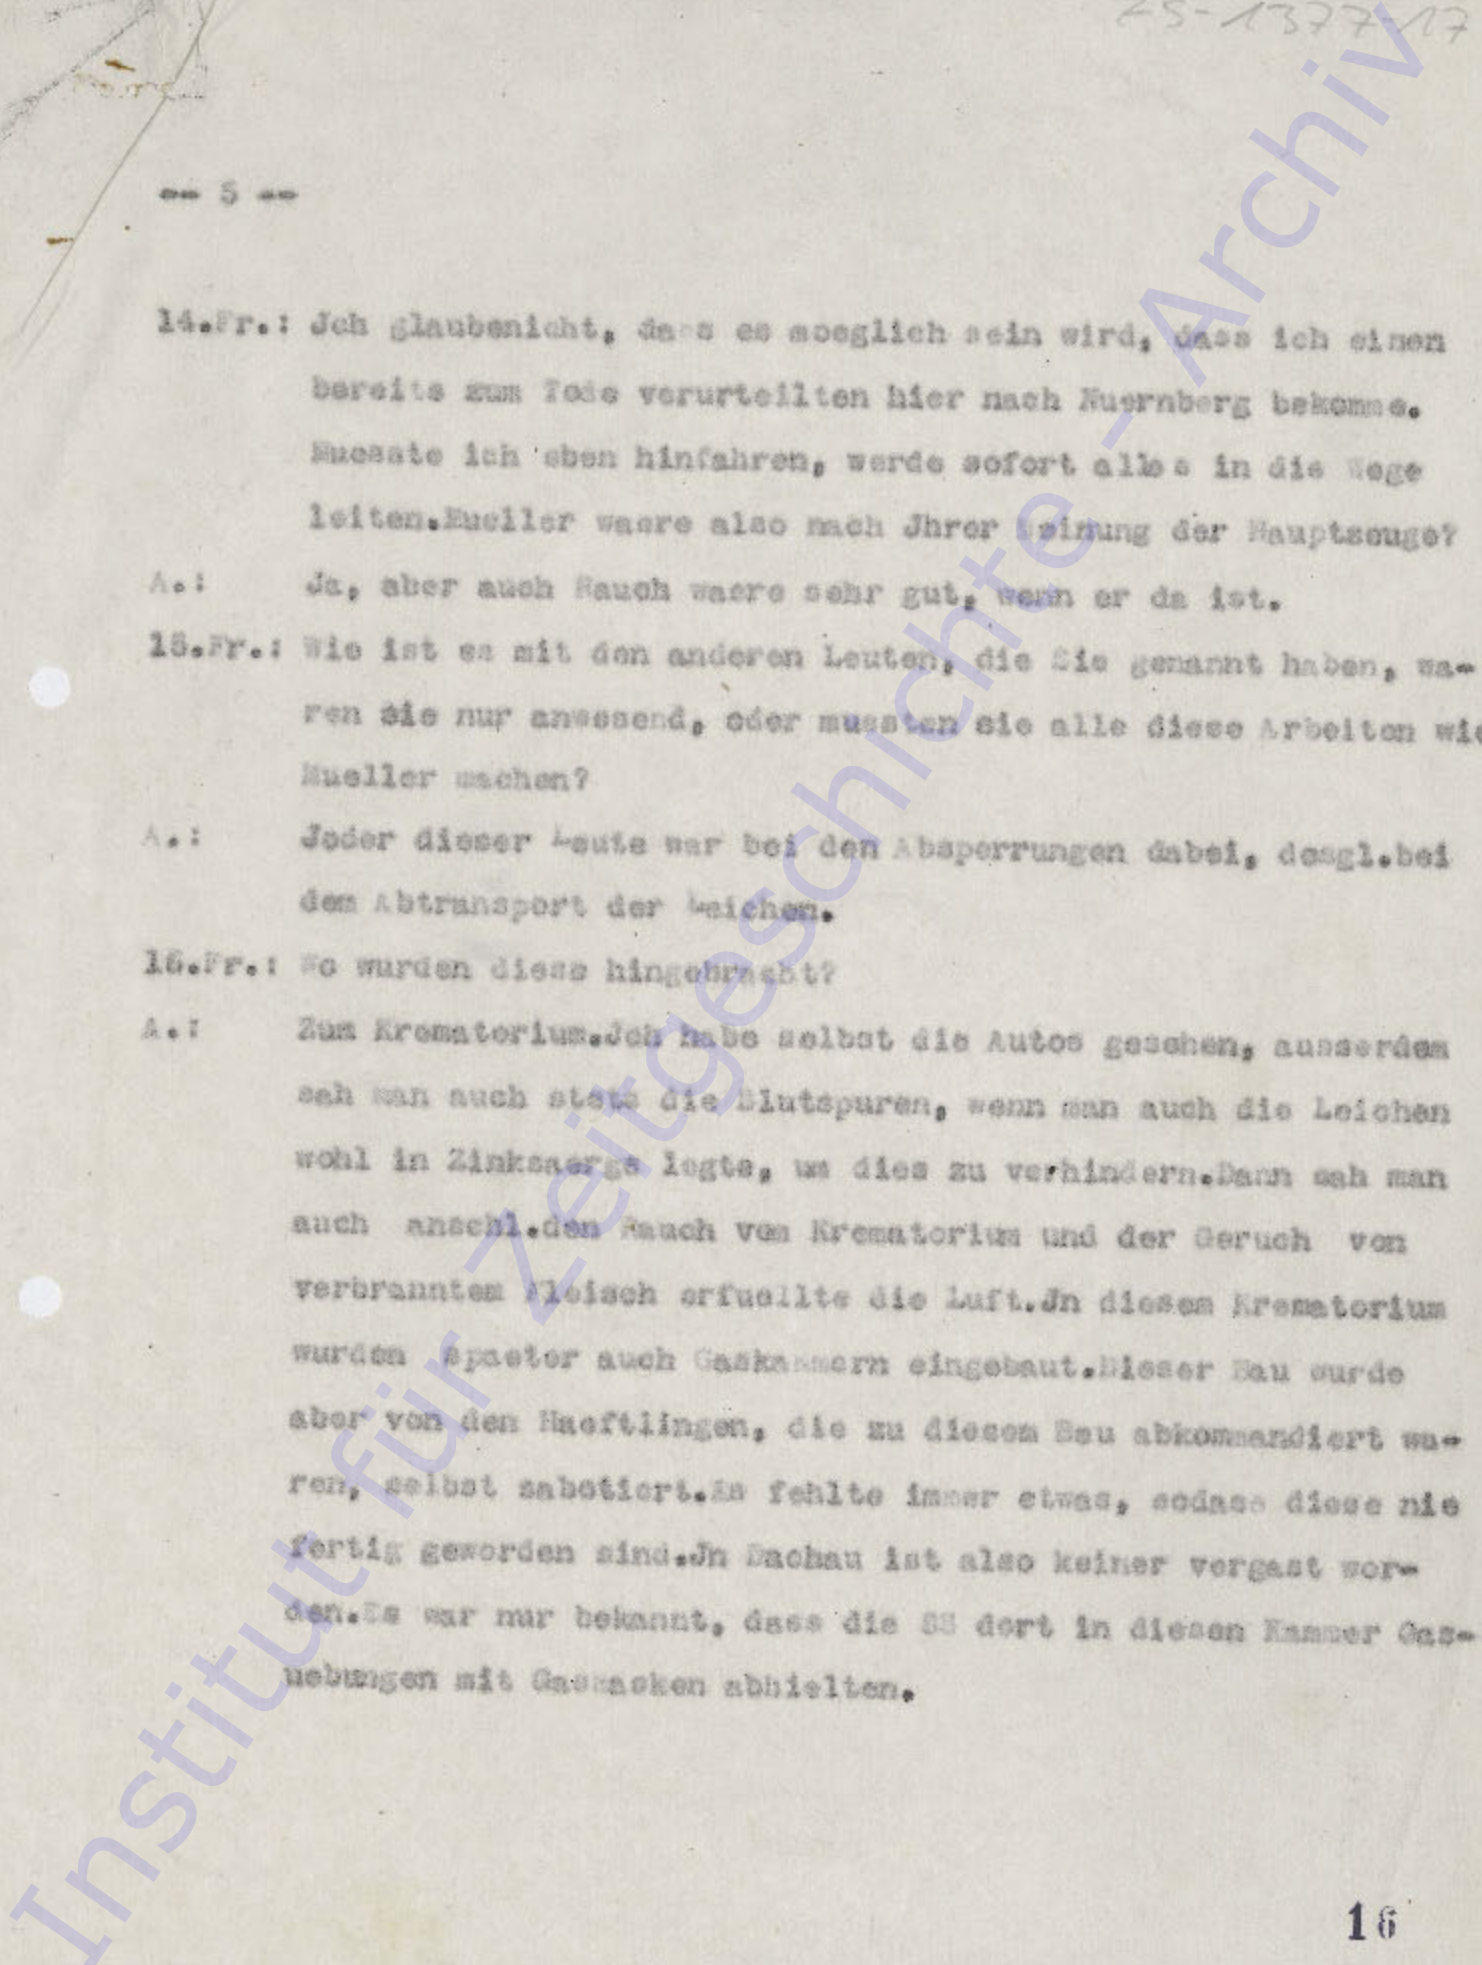 ZS-1377-17
-- 5 --
14.Fr.: Jch glaubenicht, dass es moeglich sein wird, dass ich einen
bereits zum Tode verurteilten hier nach Nuernberg bekomme.
Muesste ich eben hinfahren, werde sofort alles in die Wege
leiten.Mueller waere also nach Jhrer Meinung der Hauptzeuge?
A.: Ja, aber auch Rauch waere sehr gut, wenn er da ist.
15.Fr.: Wie ist es mit den anderen Leuten, die Sie genannt haben, wa-
ren sie nur anwesend, oder mussten sie alle diese Arbeiten wie
Mueller machen?
A.: Jeder dieser Leute war bei den Absperrungen dabei, desgl.bei
dem Abtransport der Leichen.
16.Fr.: Wo wurden diese hingebracht?
A.: Zum Krematorium.Jch habe selbst die Autos gesehen, ausserdem
sah man auch stets die Blutspuren, wenn man auch die Leichen
wohl in Zinksaerge legte, um dies zu verhindern.Dann sah man
auch anschl.den Rauch vom Krematorium und der Geruch von
verbranntem Fleisch erfuellte die Luft.Jn diesem Krematorium
wurden spaeter auch Gaskammern eingebaut.Dieser Bau wurde
aber von den Haeftlingen, die zu diesem Bau abkommandiert wa-
ren, selbst sabotiert.Es fehlte immer etwas, sodass diese nie
fertig geworden sind.Jn Dachau ist also keiner vergast wor-
den.Es war nur bekannt, dass die SS dort in diesen Kammer Gas-
uebungen mit Gasmasken abhielten.
16
Institut für Zeitgeschichte - Archiv